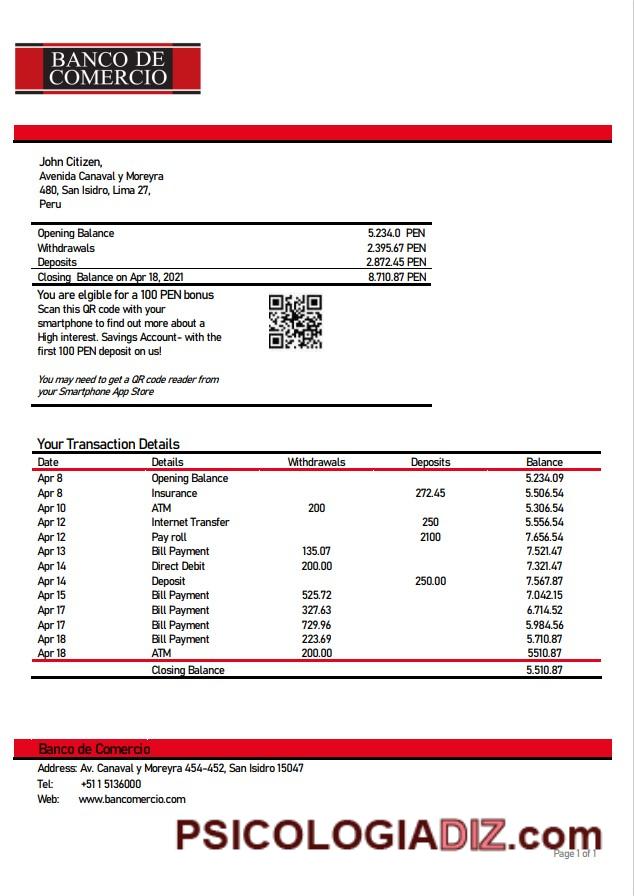 BANCO DE
COMERCIO
John Citizen,
Avenida Canaval y Moreyra
480, San Isidro, Lima 27,
Peru
Opening Balance 5.234.0 PEN
Withdrawals 2.395.67 PEN
Deposits 2.872.45 PEN
Closing Balance on Apr 18, 2021 8.710.87 PEN
You are elgible for a 100 PEN bonus
Scan this QR code with your
smartphone to find out more about a
High interest. Savings Account- with the
first 100 PEN deposit on us!
You may need to get a QR code reader from
your Smartphone App Store
Your Transaction Details
Date Details Withdrawals Deposits Balance
Apr 8 Opening Balance 5.234.09
Apr 8 Insurance 272.45 5.506.54
Apr 10 ATM 200 5.306.54
Apr 12 Internet Transfer 250 5.556.54
Apr 12 Pay roll 2100 7.656.54
Apr 13 Bill Payment 135.07 7.521.47
Apr 14 Direct Debit 200.00 7.321.47
Apr 14 Deposit 250.00 7.567.87
Apr 15 Bill Payment 525.72 7.042.15
Apr 17 Bill Payment 327.63 6.714.52
Apr 17 Bill Payment 729.96 5.984.56
Apr 18 Bill Payment 223.69 5.710.87
Apr 18 ATM 200.00 5510.87
Closing Balance 5.510.87
Banco de Comercio
Address: Av. Canaval y Moreyra 454-452, San Isidro 15047
Tel: +51 1 5136000
Web: www.bancomercio.com
PSICOLOGIADIZ.com
Page 1 of 1